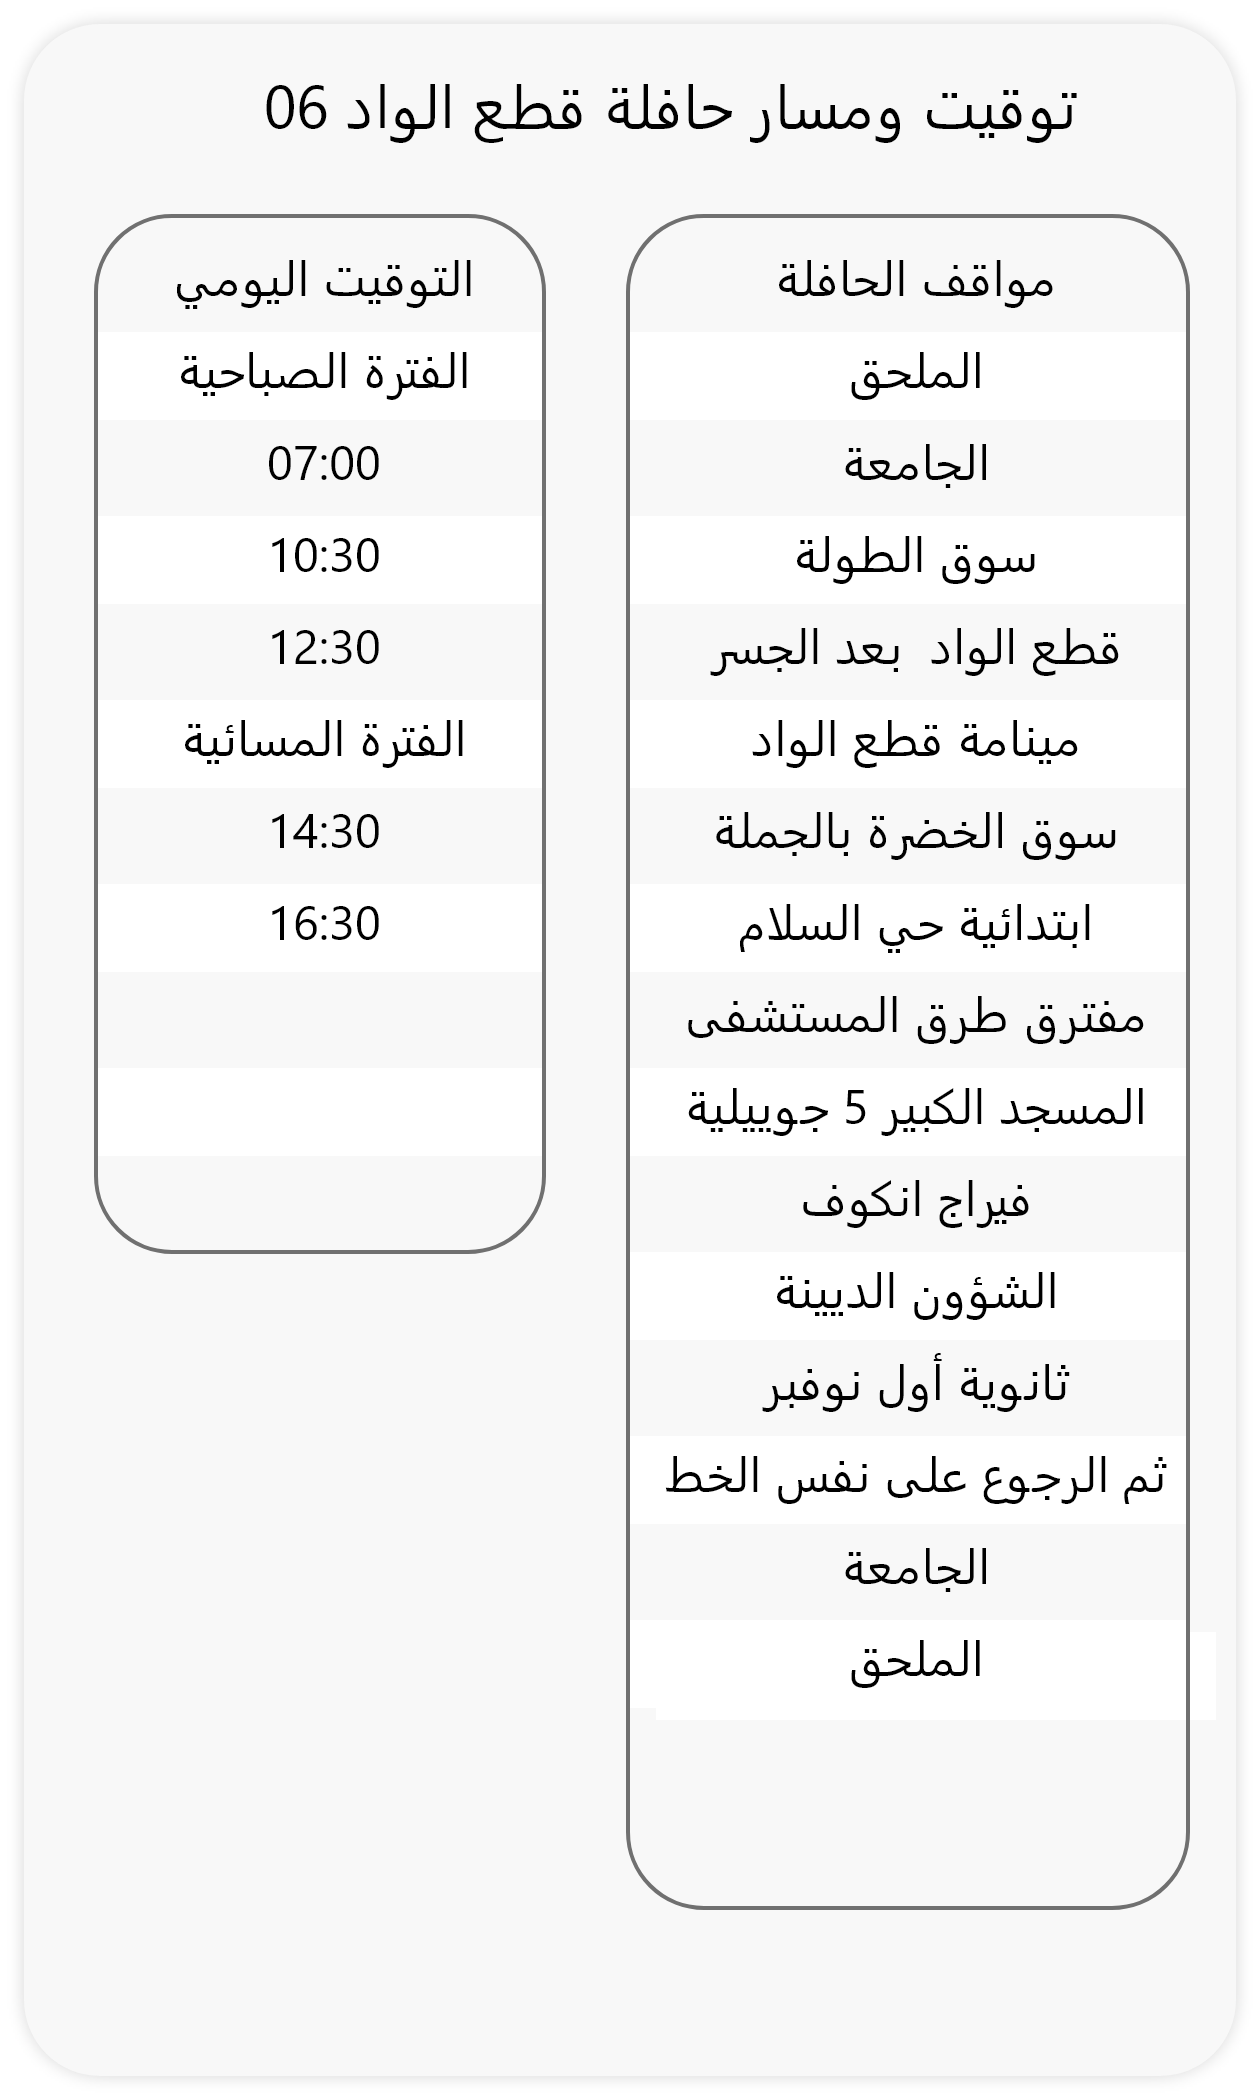 توقيت ومسار حافلة قطع الواد 06
مواقف الحافلة
الملحق
الجامعة
سوق الطولة
قطع الواد  بعد الجسر
مينامة قطع الواد
سوق الخضرة بالجملة
ابتدائية حي السلام
مفترق طرق المستشفى
المسجد الكبير 5 جوييلية
فيراج انكوف
الشؤون الديينة
ثانوية أول نوفبر
ثم الرجوع على نفس الخط
الجامعة
الملحق
التوقيت اليومي
الفترة الصباحية
07:00
10:30
12:30
الفترة المسائية
14:30
16:30